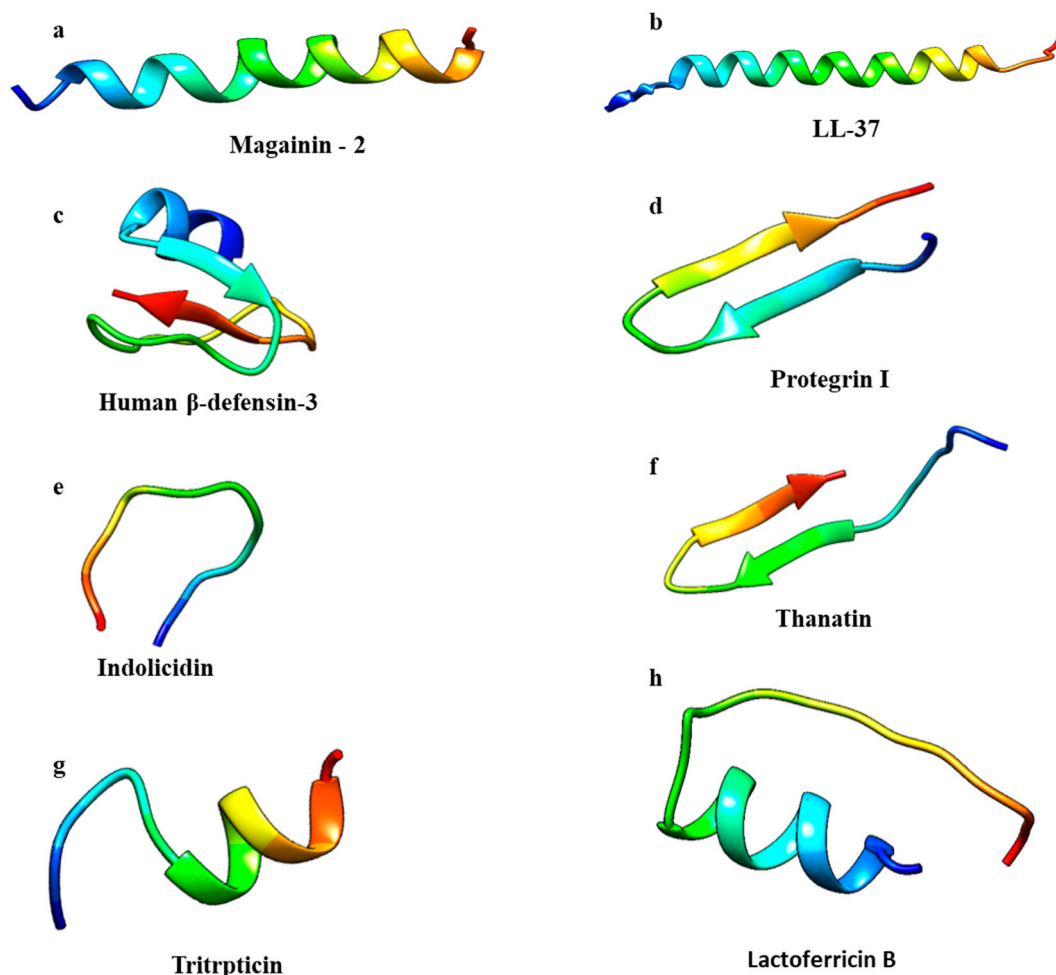 a
b
Magainin - 2
LL-37
c
d
Human β-defensin-3
Protegrin I
e
f
Indolicidin
Thanatin
g
h
Tritrpticin
Lactoferricin B